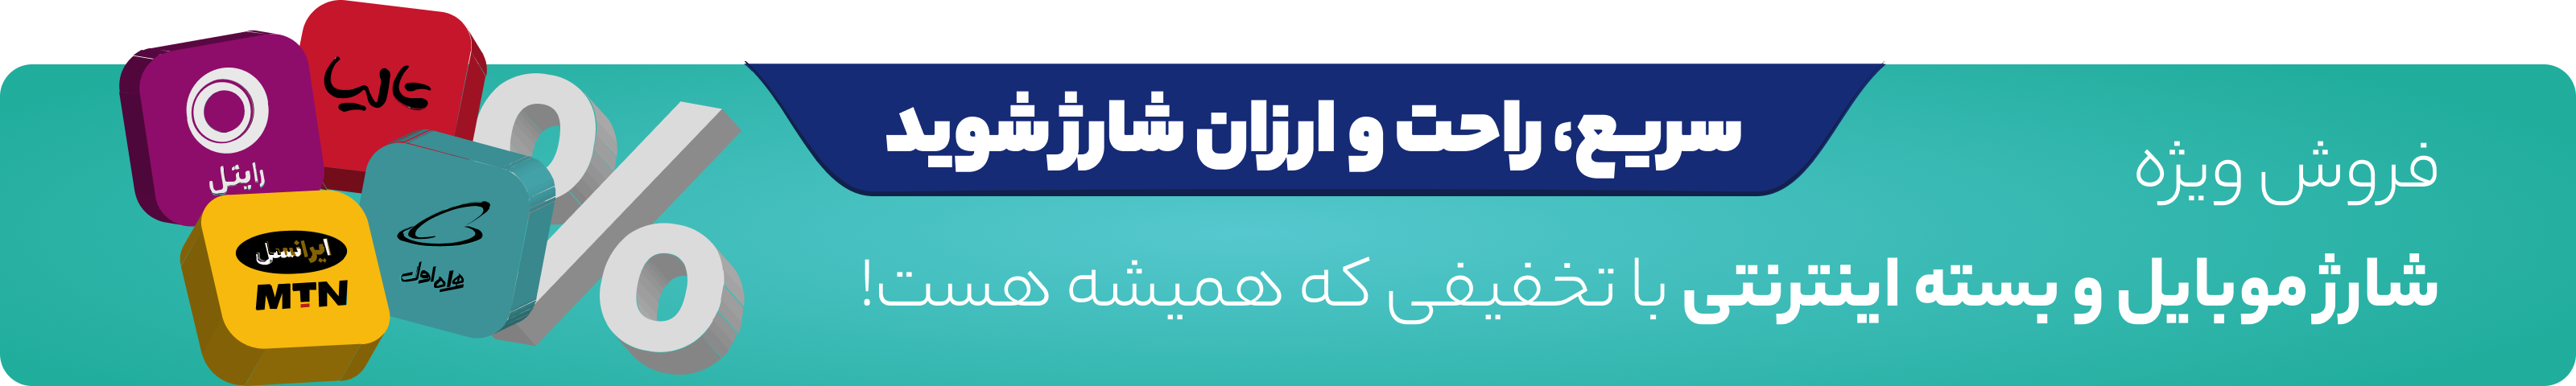 سریع، راحت و ارزان شارژ شوید
فروش ویژه
شارژ موبایل و بسته اینترنتی با تخفیفی که همیشه هست!
تالیا
رایتل
همراه اول
ایرانسل
MTN
%